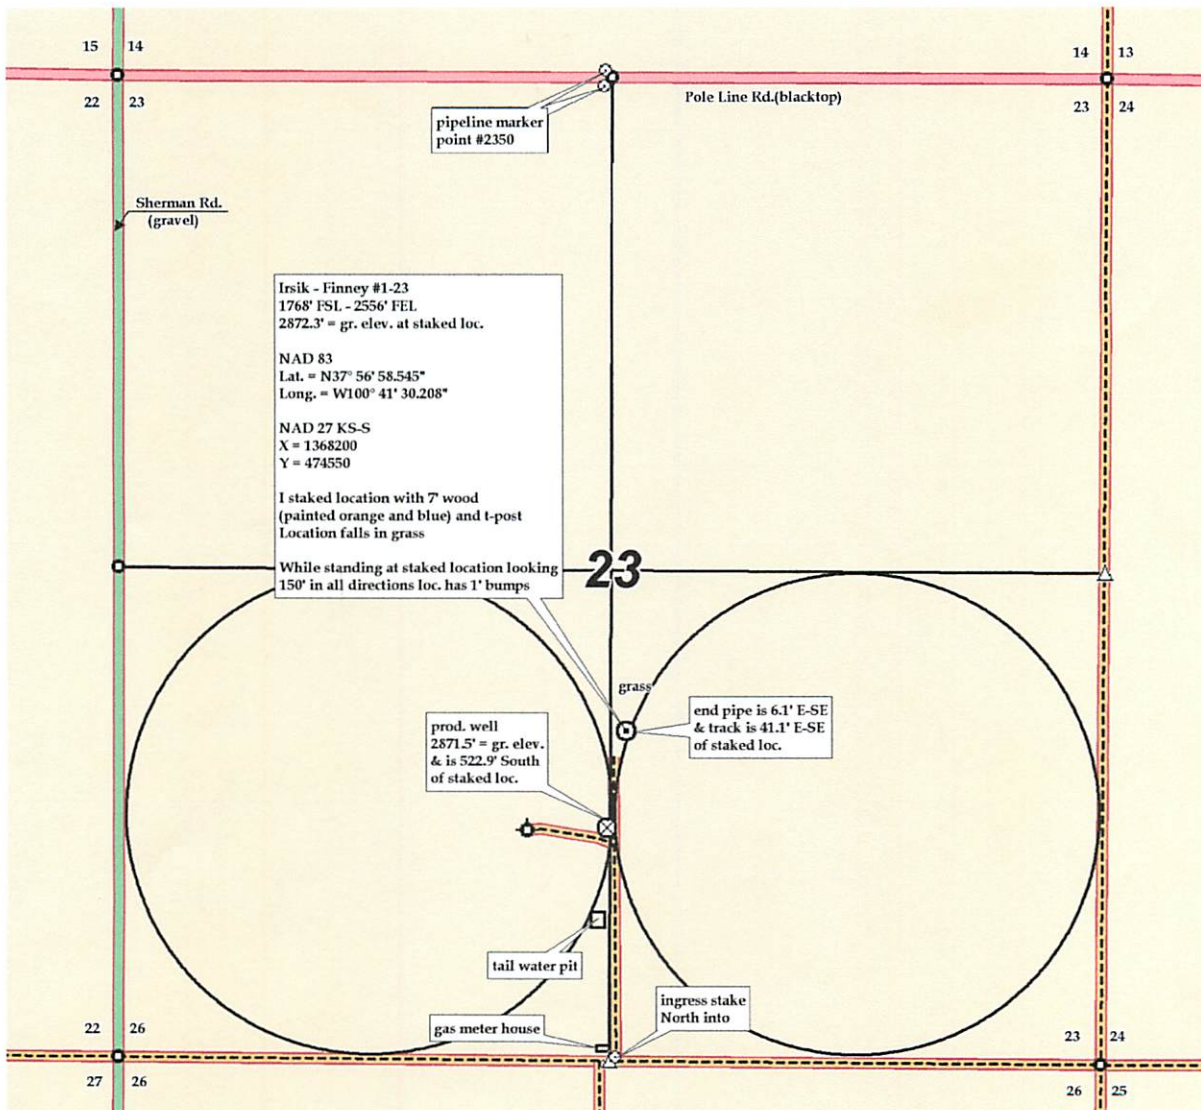 15 14
14 13
22 23
23 24
Pole Line Rd.(blacktop)
pipeline marker
point #2350
Sherman Rd.
(gravel)
Irsik - Finney #1-23
1768' FSL - 2556' FEL
2872.3' = gr. elev. at staked loc.
NAD 83
Lat. = N37° 56' 58.545"
Long. = W100° 41' 30.208"
NAD 27 KS-S
X = 1368200
Y = 474550
I staked location with 7' wood
(painted orange and blue) and t-post
Location falls in grass
While standing at staked location looking
150' in all directions loc. has 1' bumps
23
grass
end pipe is 6.1' E-SE
& track is 41.1' E-SE
of staked loc.
prod. well
2871.5' = gr. elev.
& is 522.9' South
of staked loc.
tail water pit
ingress stake
North into
gas meter house
22 26
23 24
27 26
26 25